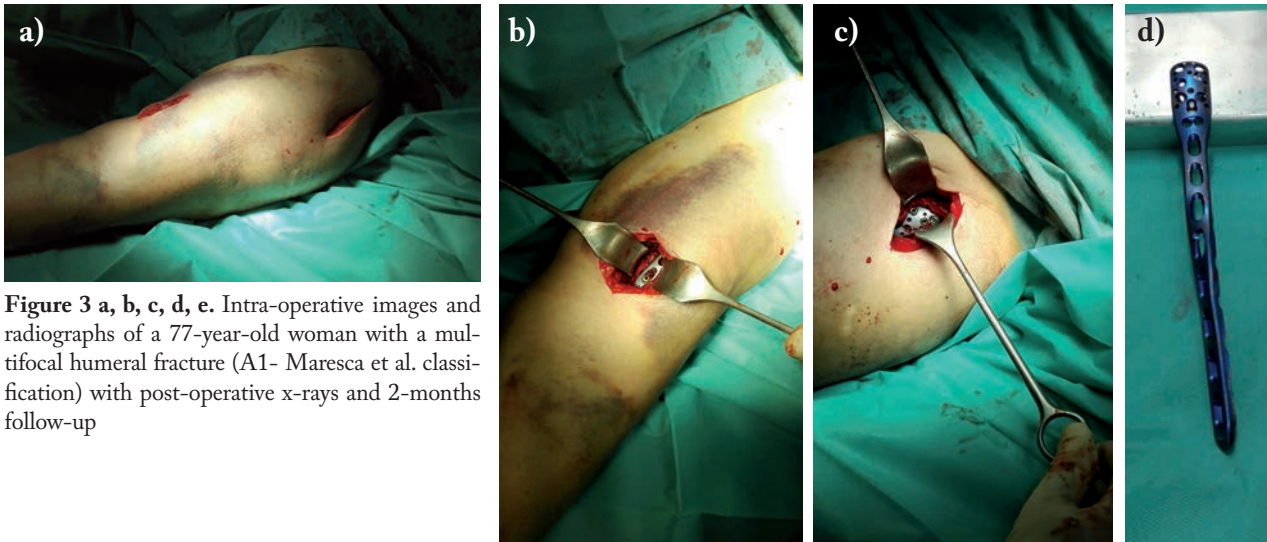 a)
b)
c)
d)
Figure 3 a, b, c, d, e. Intra-operative images and
radiographs of a 77-year-old woman with a mul-
tifocal humeral fracture (A1- Maresca et al. classi-
fication) with post-operative x-rays and 2-months
follow-up